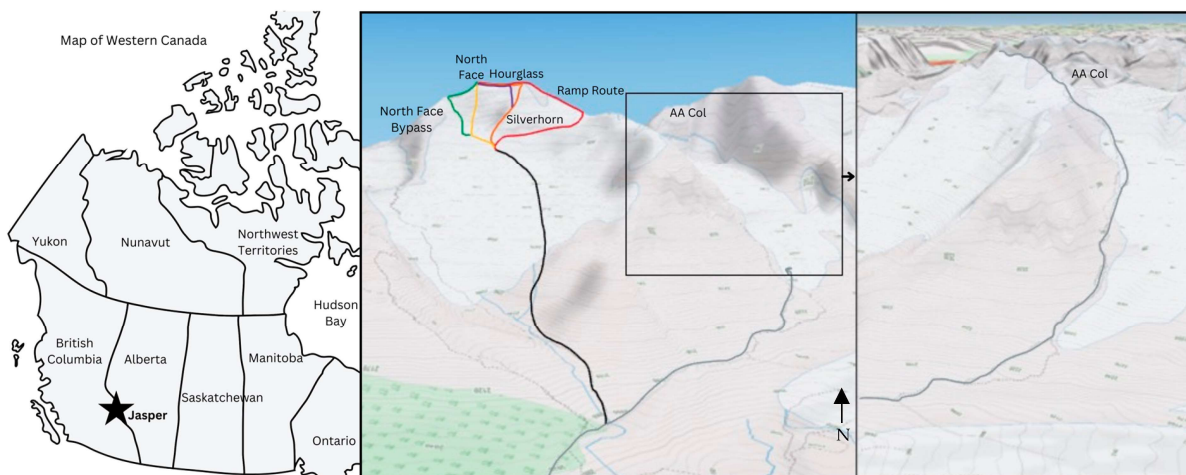 Map of Western Canada
Yukon
Nunavut
Northwest
Territories
Hudson
Bay
British
Columbia
Alberta
Manitoba
Saskatchewan
Jasper
Ontario
North
Face
Hourglass
Ramp Route
North Face
Bypass
Silverhorn
AA Col
N
AA Col